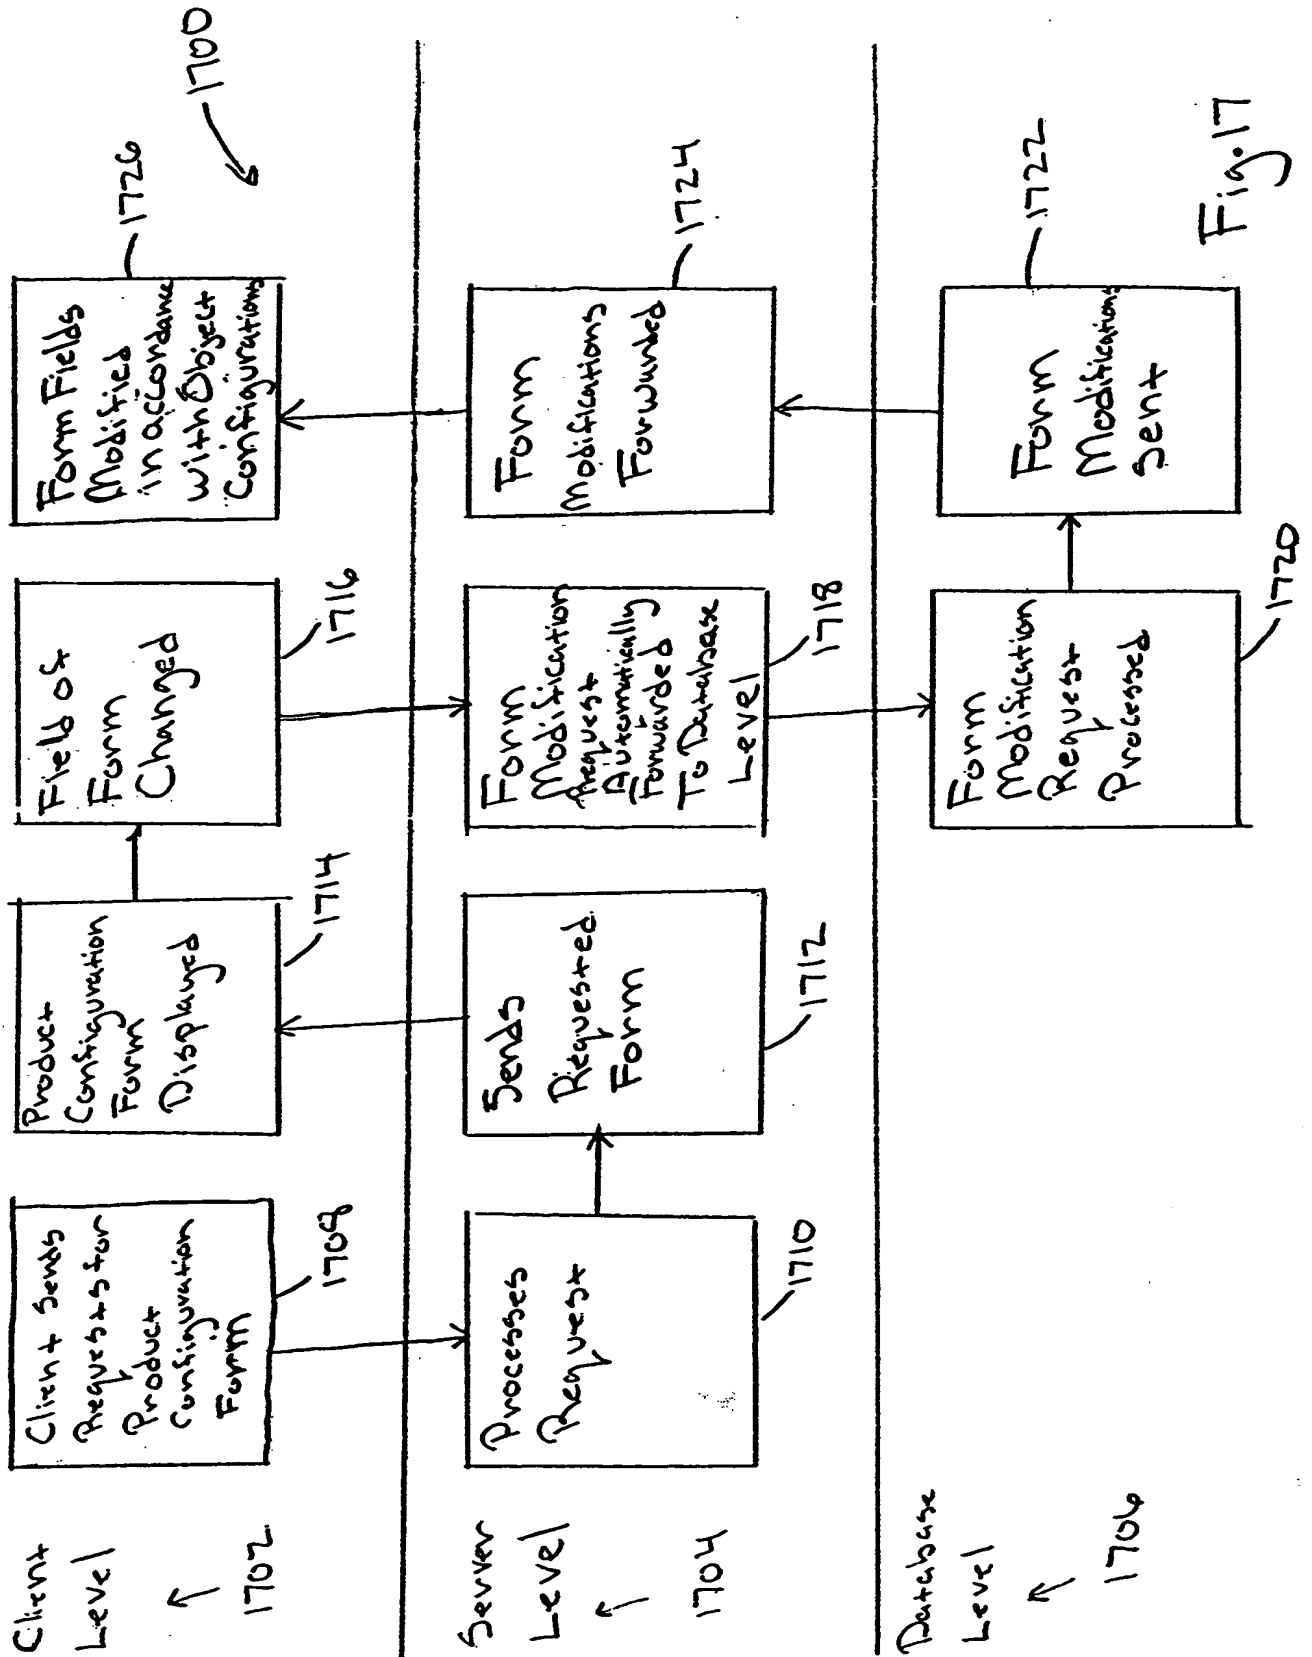 Client
Level
1702
Client Sends
Request for
Product
Configuration
Form
1708
Product
Configuration
Form
Displayed
1714
Field of
Form
Changed
1716
Form Fields
Modified
in accordance
with Object
Configurations
1726
1700
Server
Level
1704
Processes
Request
1710
Sends
Requested
Form
1712
Form
Modification
Request
Automatically
Forwarded
To Database
Level
1718
Form
Modifications
Forwarded
1724
Database
Level
1706
Form
Modification
Request
Processed
1720
Form
Modifications
Sent
1722
Fig. 17